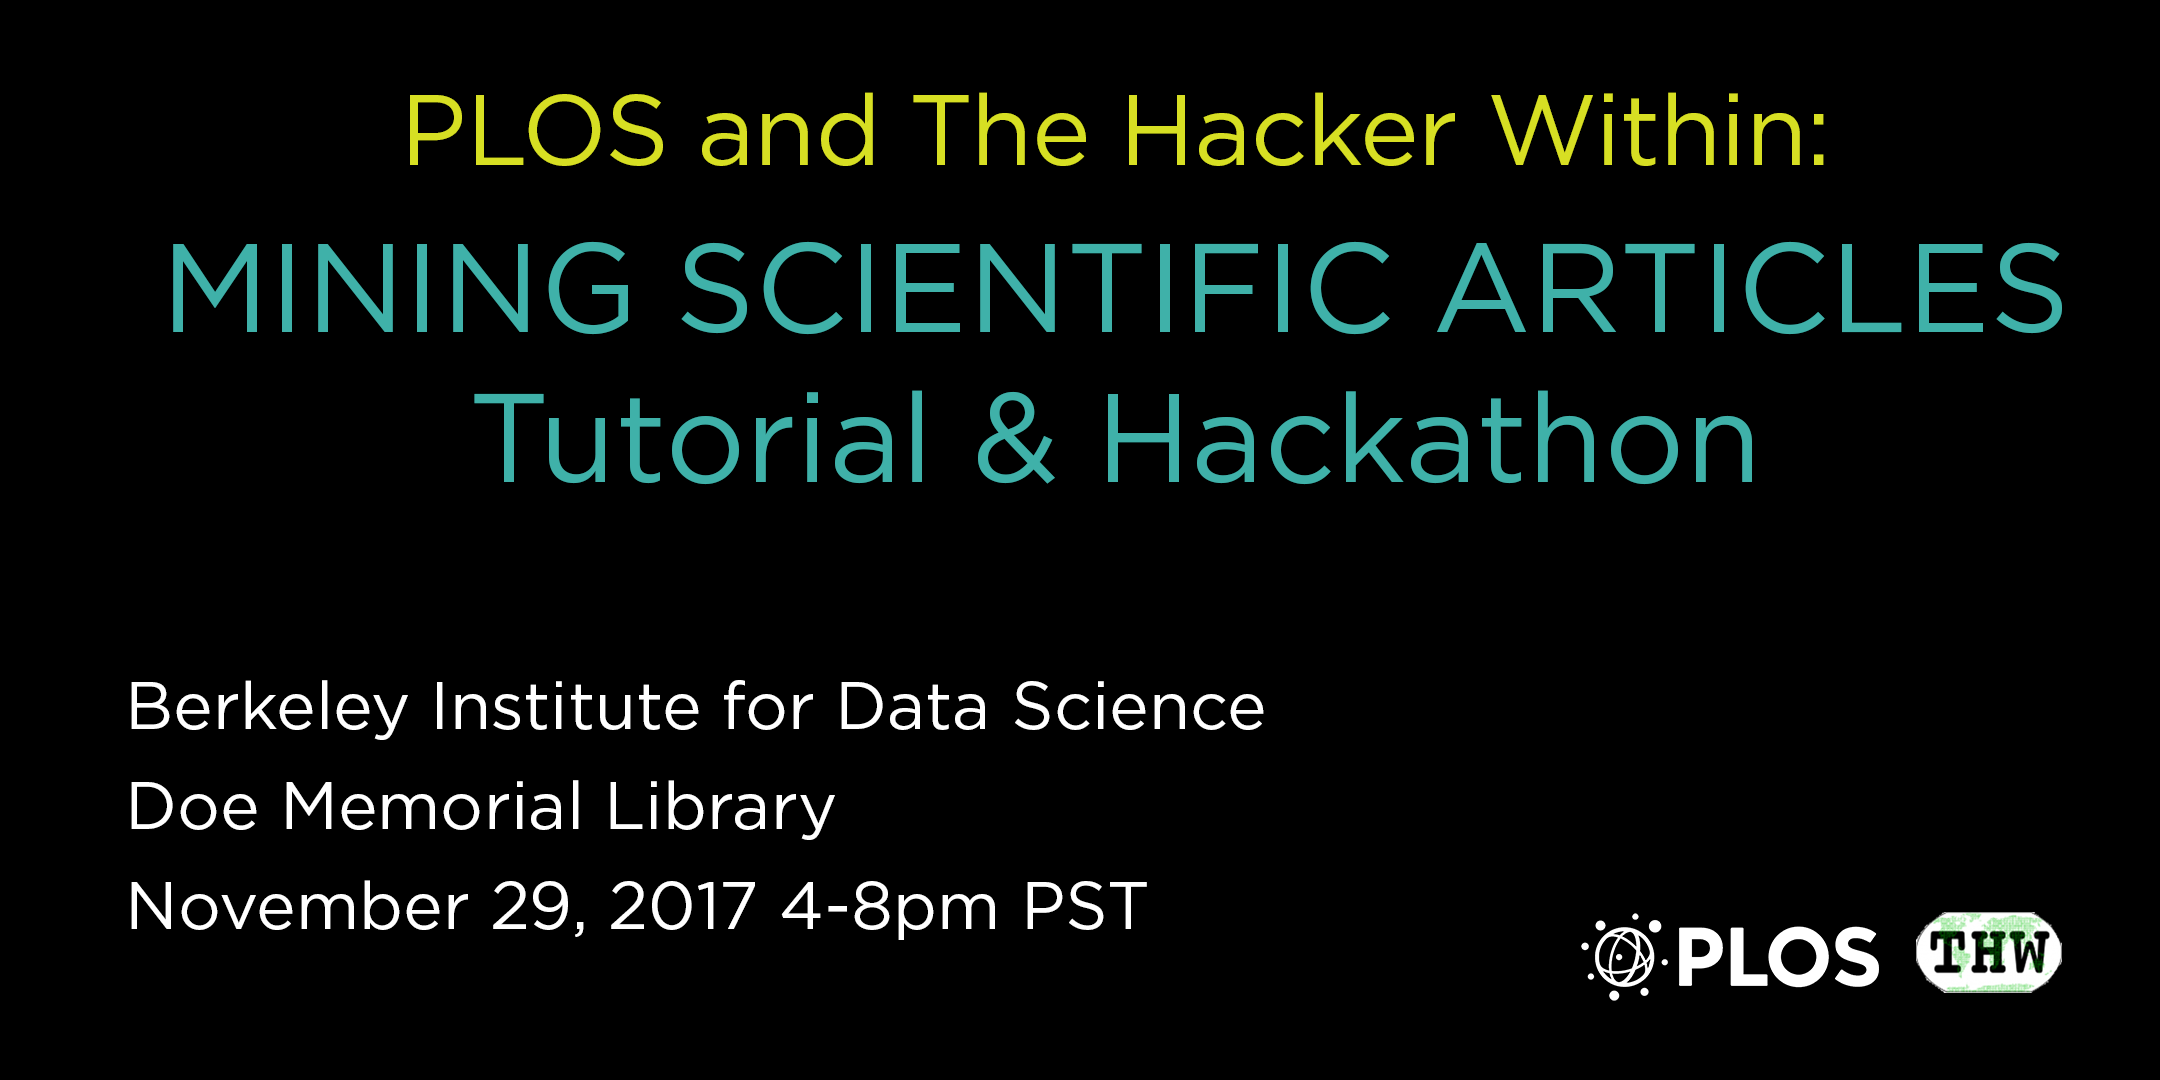 PLOS and The Hacker Within:
MINING SCIENTIFIC ARTICLES
Tutorial & Hackathon
Berkeley Institute for Data Science
Doe Memorial Library
November 29, 2017 4-8pm PST
PLOS THW